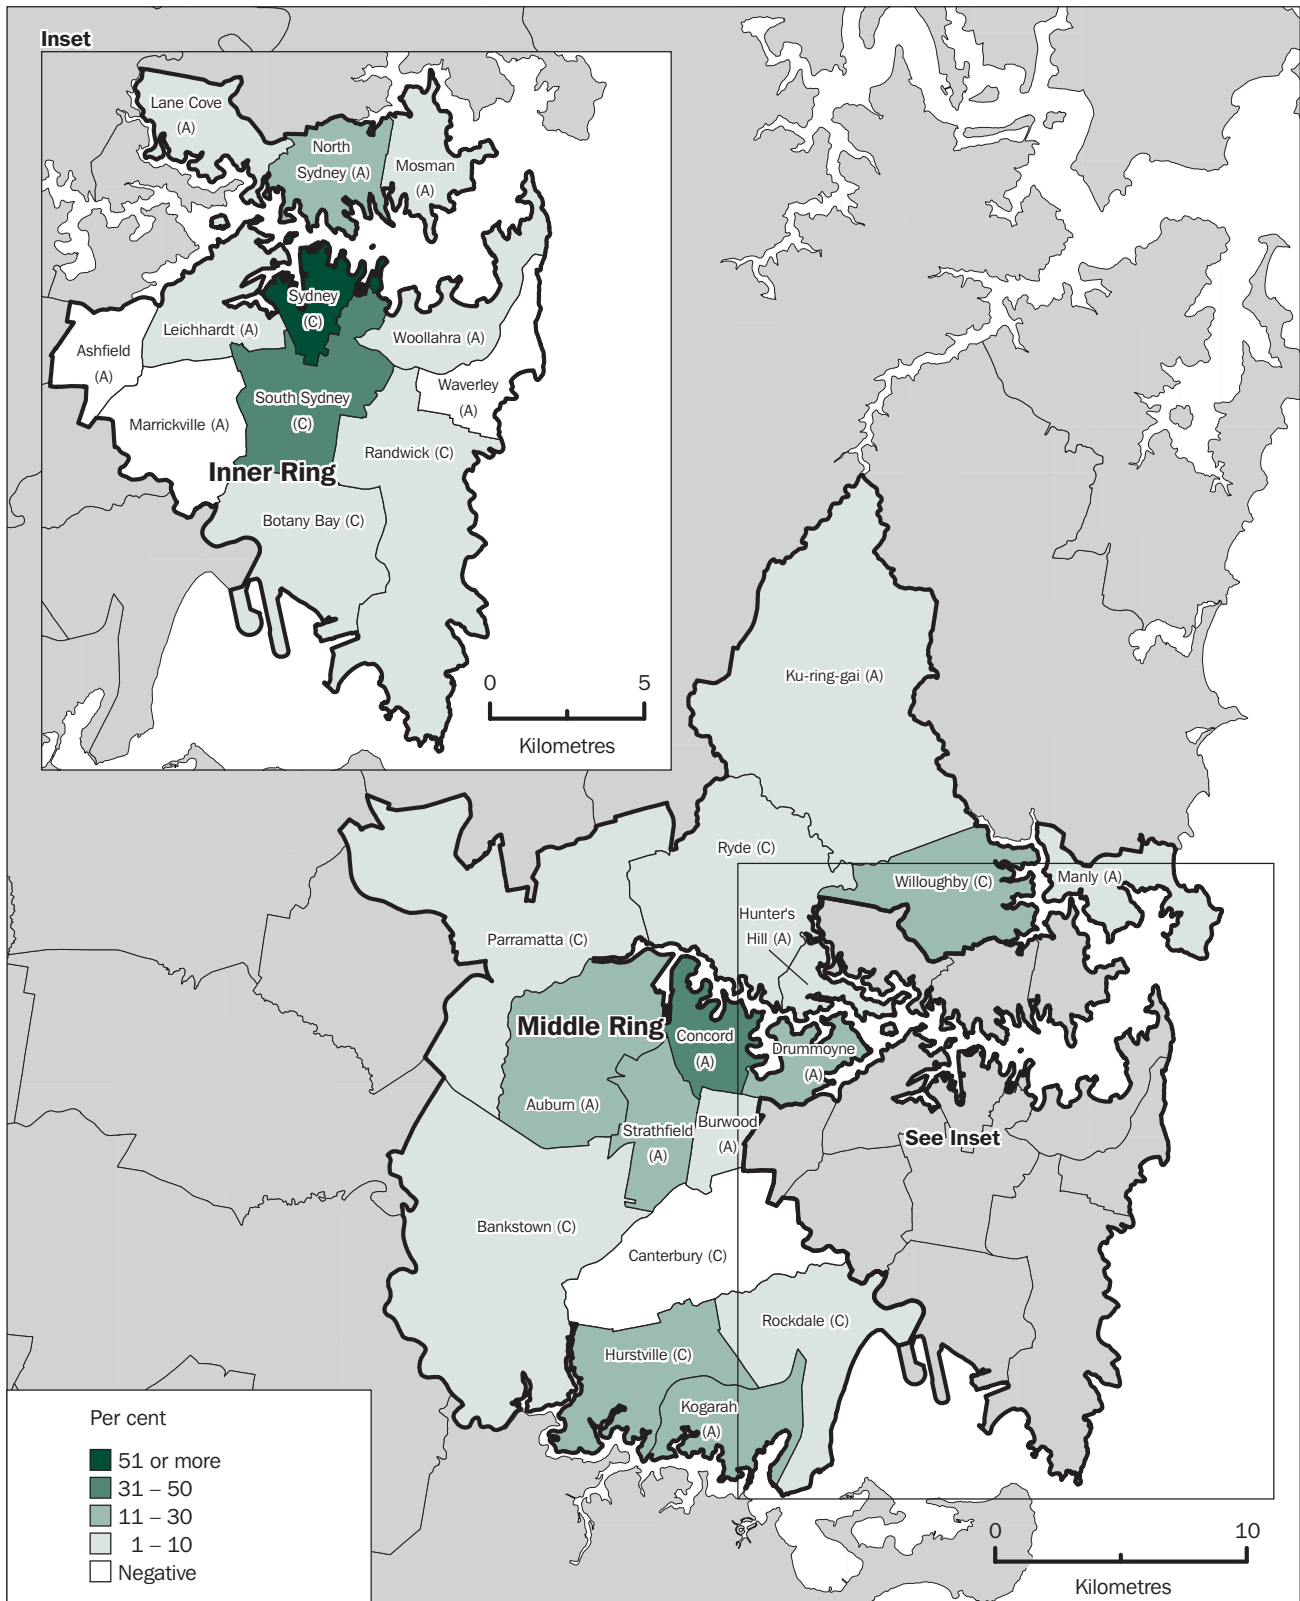 Inset
Lane Cove
(A)
North
Sydney (A)
Mosman
(A)
Sydney
(C)
Leichhardt (A)
Woollahra (A)
Ashfield
(A)
Waverley
(A)
South Sydney
(C)
Marrickville (A)
Randwick (C)
Inner Ring
Botany Bay (C)
0 5
Kilometres
Ku-ring-gai (A)
Ryde (C)
Willoughby (C)
Manly (A)
Hunter's
Hill (A)
Parramatta (C)
Middle Ring
Concord
(A)
Drummoyne
(A)
Auburn (A)
Strathfield
(A)
Burwood
(A)
See Inset
Bankstown (C)
Canterbury (C)
Rockdale (C)
Hurstville (C)
Kogarah
(A)
Per cent
51 or more
31 – 50
11 – 30
1 – 10
Negative
0 10
Kilometres